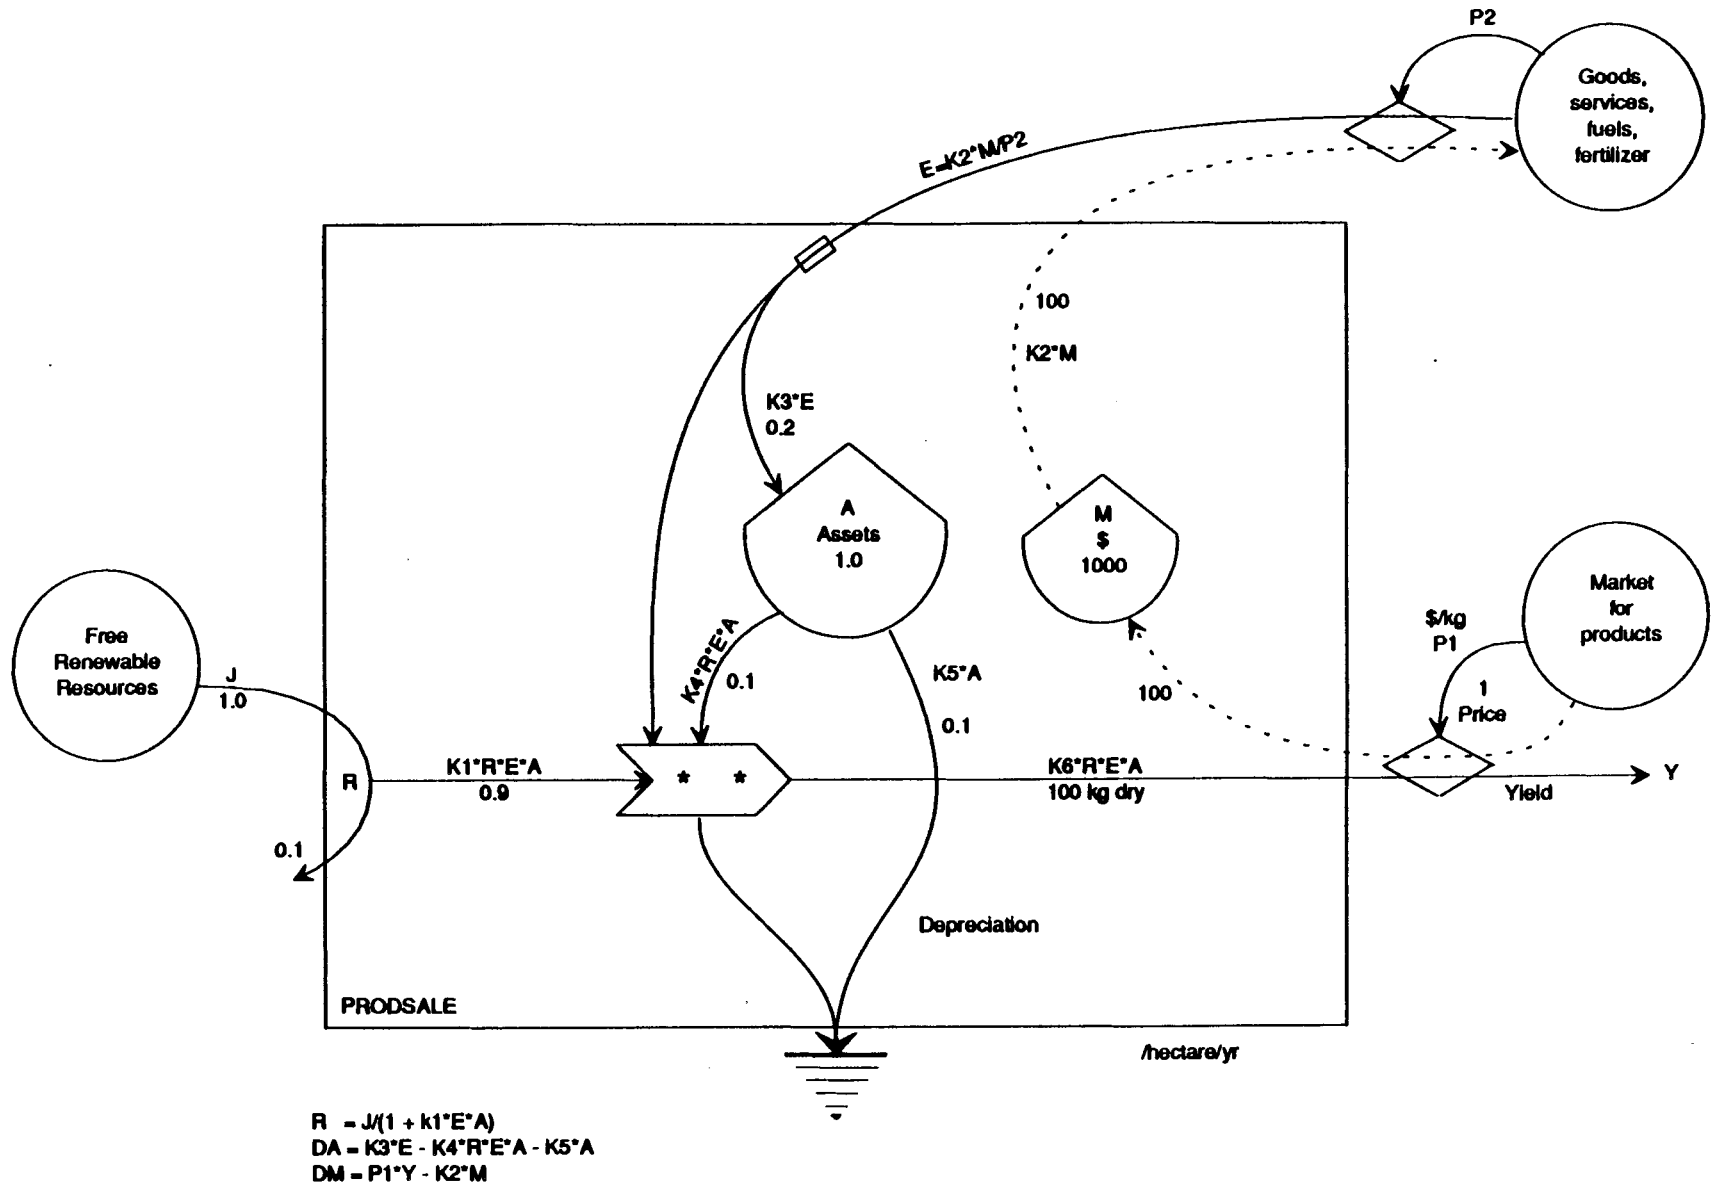 P2
Goods,
services,
fuels,
fertilizer
E=K2*M/P2
100
K2*M
K3*E
0.2
A
Assets
1.0
M
$
1000
Market
for
products
$/kg
P1
1
Price
Free
Renewable
Resources
J
1.0
K4*R*E*A
0.1
K5*A
0.1
100
R
K1*R*E*A
0.9
* *
K6*R*E*A
100 kg dry
Y
Yield
0.1
Depreciation
PRODSALE
/hectare/yr
R = J/(1 + k1*E*A)
DA = K3*E - K4*R*E*A - K5*A
DM = P1*Y - K2*M